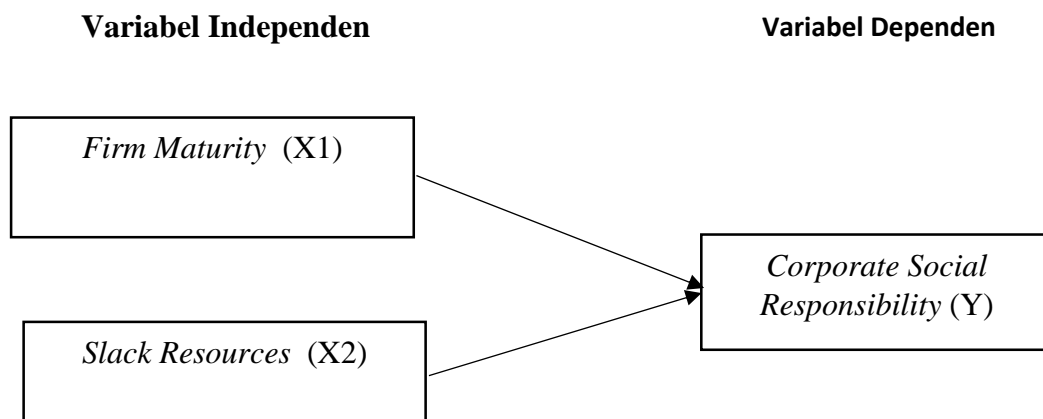 Variabel Independen
Variabel Dependen
Firm Maturity (X1)
Corporate Social
Responsibility (Y)
Slack Resources (X2)